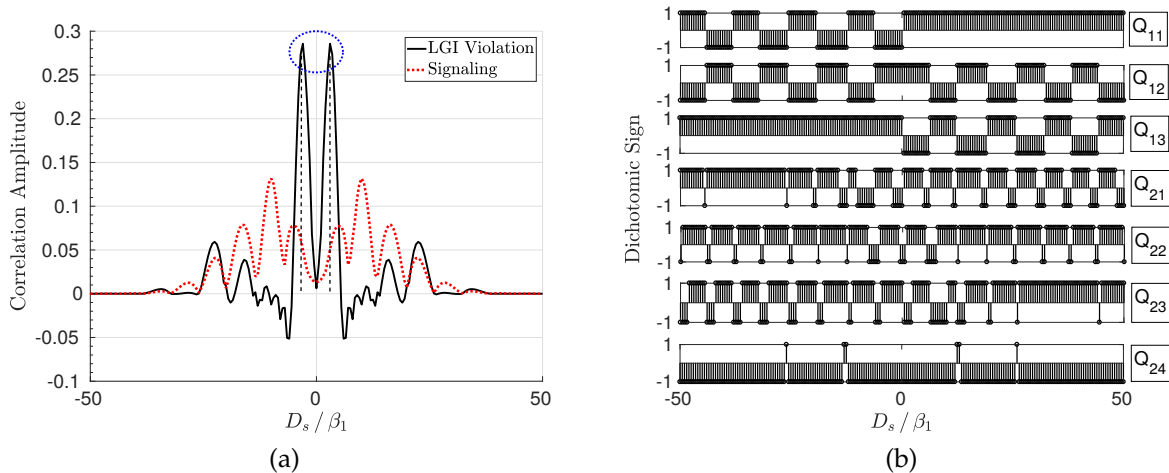 0.3
0.25
0.2
0.15
0.1
0.05
0
-0.05
-0.1
Correlation Amplitude
LGI Violation
Signaling
-50 0 50
D_s / β_1
(a)
Dichotomic Sign
1
-1
Q_11
1
-1
Q_12
1
-1
Q_13
1
-1
Q_21
1
-1
Q_22
1
-1
Q_23
1
-1
Q_24
-50 0 50
D_s / β_1
(b)